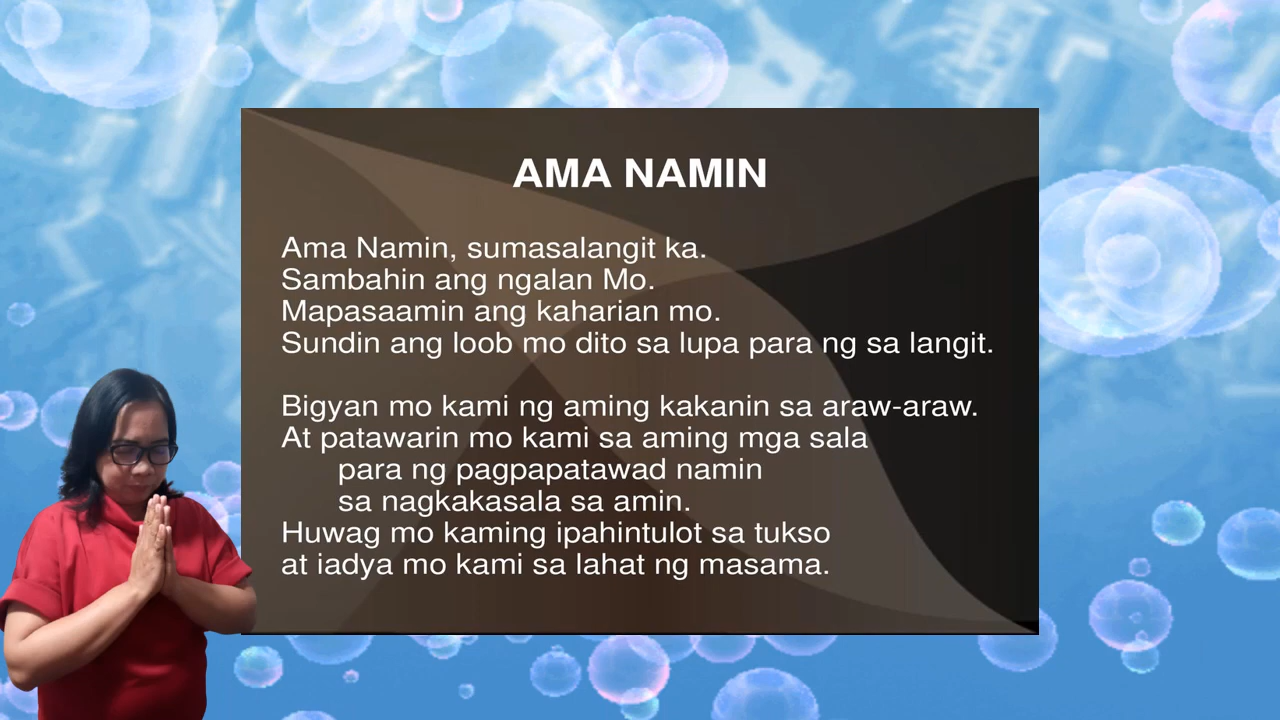 AMA NAMIN
Ama Namin, sumasalangit ka.
Sambahin ang ngalan Mo.
Mapasaamin ang kaharian mo.
Sundin ang loob mo dito sa lupa para ng sa langit.
Bigyan mo kami ng aming kakanin sa araw-araw.
At patawarin mo kami sa aming mga sala
para ng pagpapatawad namin
sa nagkakasala sa amin.
Huwag mo kaming ipahintulot sa tukso
at iadya mo kami sa lahat ng masama.